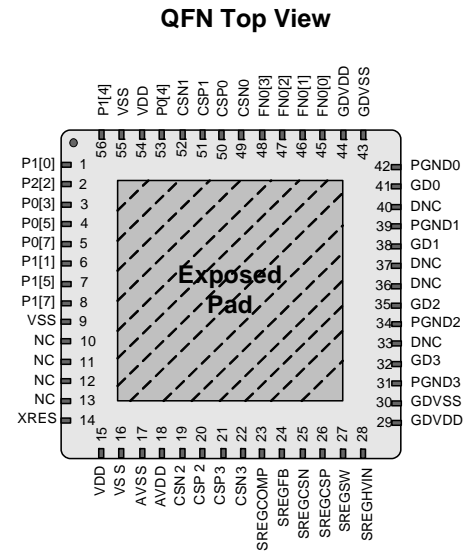 QFN Top View
P1[4]
VSS
VDD
P0[4]
CSN1
CSP1
CSP0
CSN0
FN0[3]
FN0[2]
FN0[1]
FN0[0]
GDVDD
GDVSS
56
55
54
53
52
51
50
49
48
47
46
45
44
43
P1[0] 1
P2[2] 2
P0[3] 3
P0[5] 4
P0[7] 5
P1[1] 6
P1[5] 7
P1[7] 8
VSS 9
NC 10
NC 11
NC 12
NC 13
XRES 14
Exposed
Pad
42 PGND0
41 GD0
40 DNC
39 PGND1
38 GD1
37 DNC
36 DNC
35 GD2
34 PGND2
33 DNC
32 GD3
31 PGND3
30 GDVSS
29 GDVDD
15
16
17
18
19
20
21
22
23
24
25
26
27
28
VDD
VSS
AVSS
AVDD
CSN2
CSP2
CSP3
CSN3
SREGCOMP
SREGFB
SREGCSN
SREGCSP
SREGSW
SREGHVIN